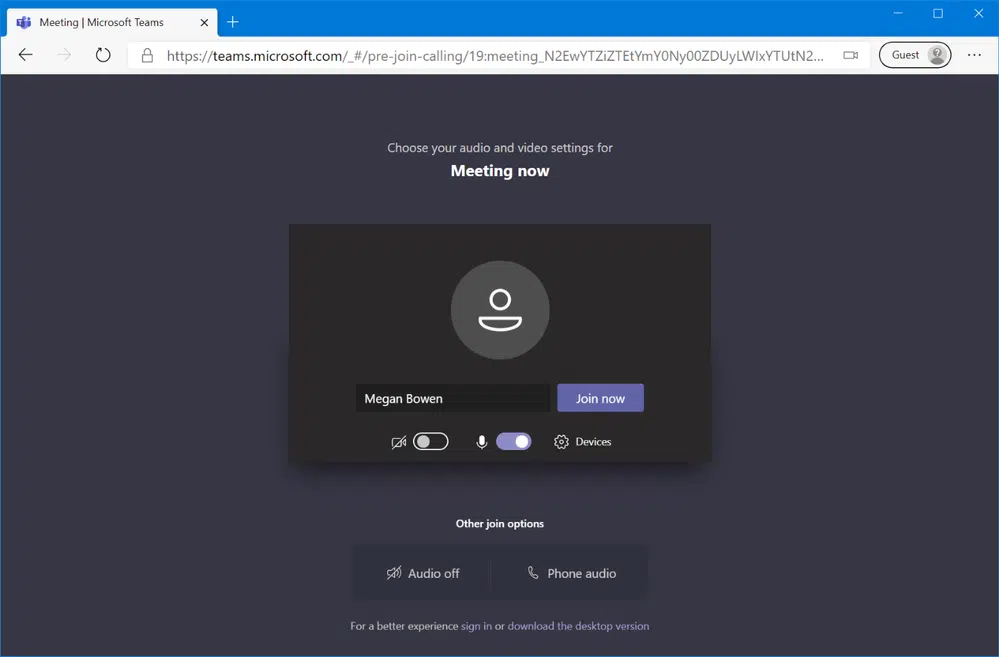 Meeting | Microsoft Teams
https://teams.microsoft.com/_#/pre-join-calling/19:meeting_N2EwYTZiZTEtYmY0Ny00ZDUyLWIxYTUtN2...
Guest
Choose your audio and video settings for
Meeting now
Megan Bowen
Join now
Devices
Other join options
Audio off
Phone audio
For a better experience sign in or download the desktop version